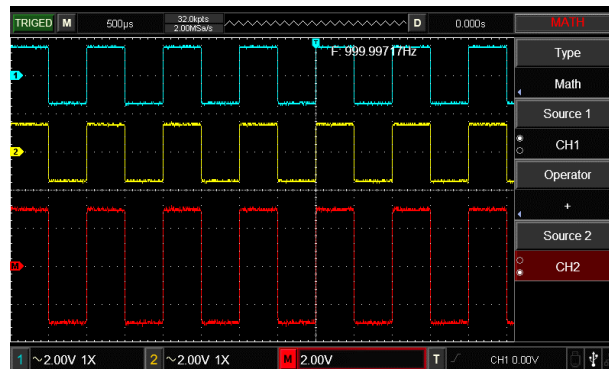 TRIGED M 500μs 32.0kpts D 0.000s MATH
2.00MSa/s
F: 999.99717Hz
Type
1
Math
Source 1
CH1
2
Operator
+
Source 2
M
CH2
1 ~2.00V 1X 2 ~2.00V 1X M 2.00V T CH1 0.00V